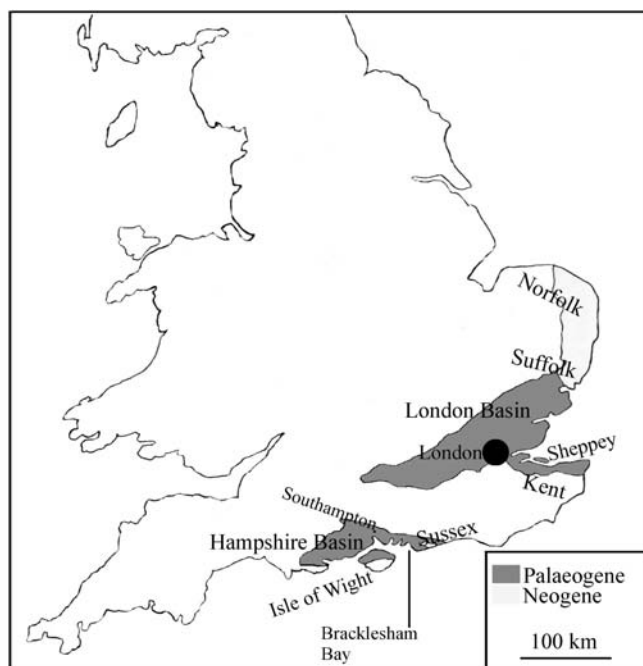 Norfolk
Suffolk
London Basin
London
Sheppey
Kent
Southampton
Sussex
Hampshire Basin
Isle of Wight
Bracklesham
Bay
Palaeogene
Neogene
100 km